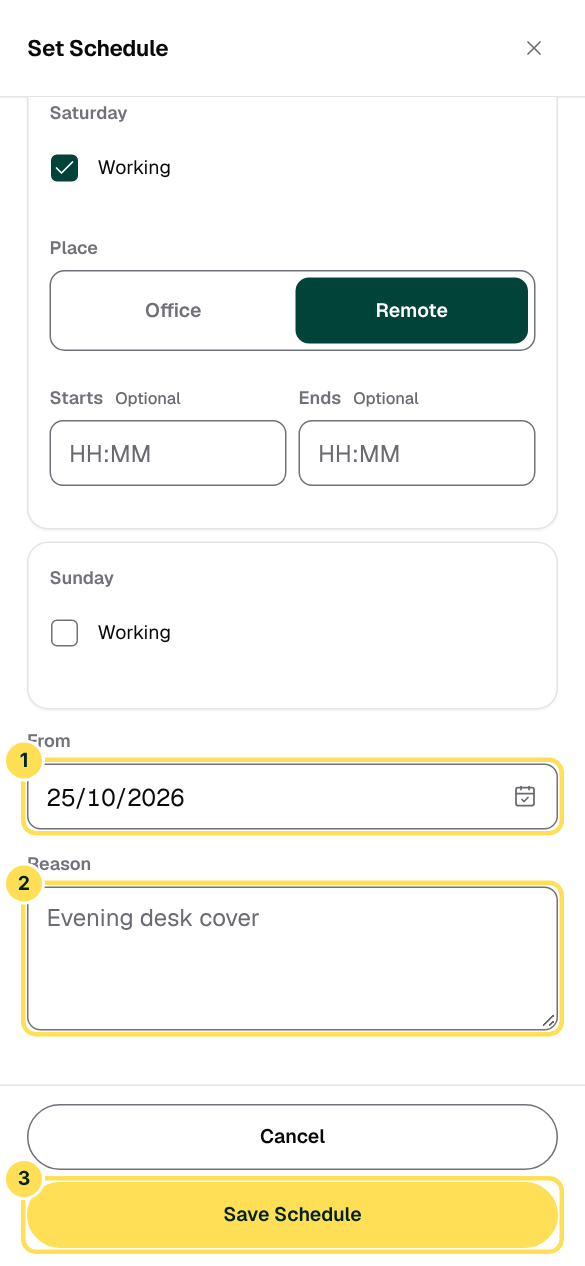 Set Schedule
Saturday
Working
Place
Office Remote
Starts Optional Ends Optional
HH:MM HH:MM
Sunday
Working
From
1
25/10/2026
Reason
2
Evening desk cover
Cancel
3
Save Schedule